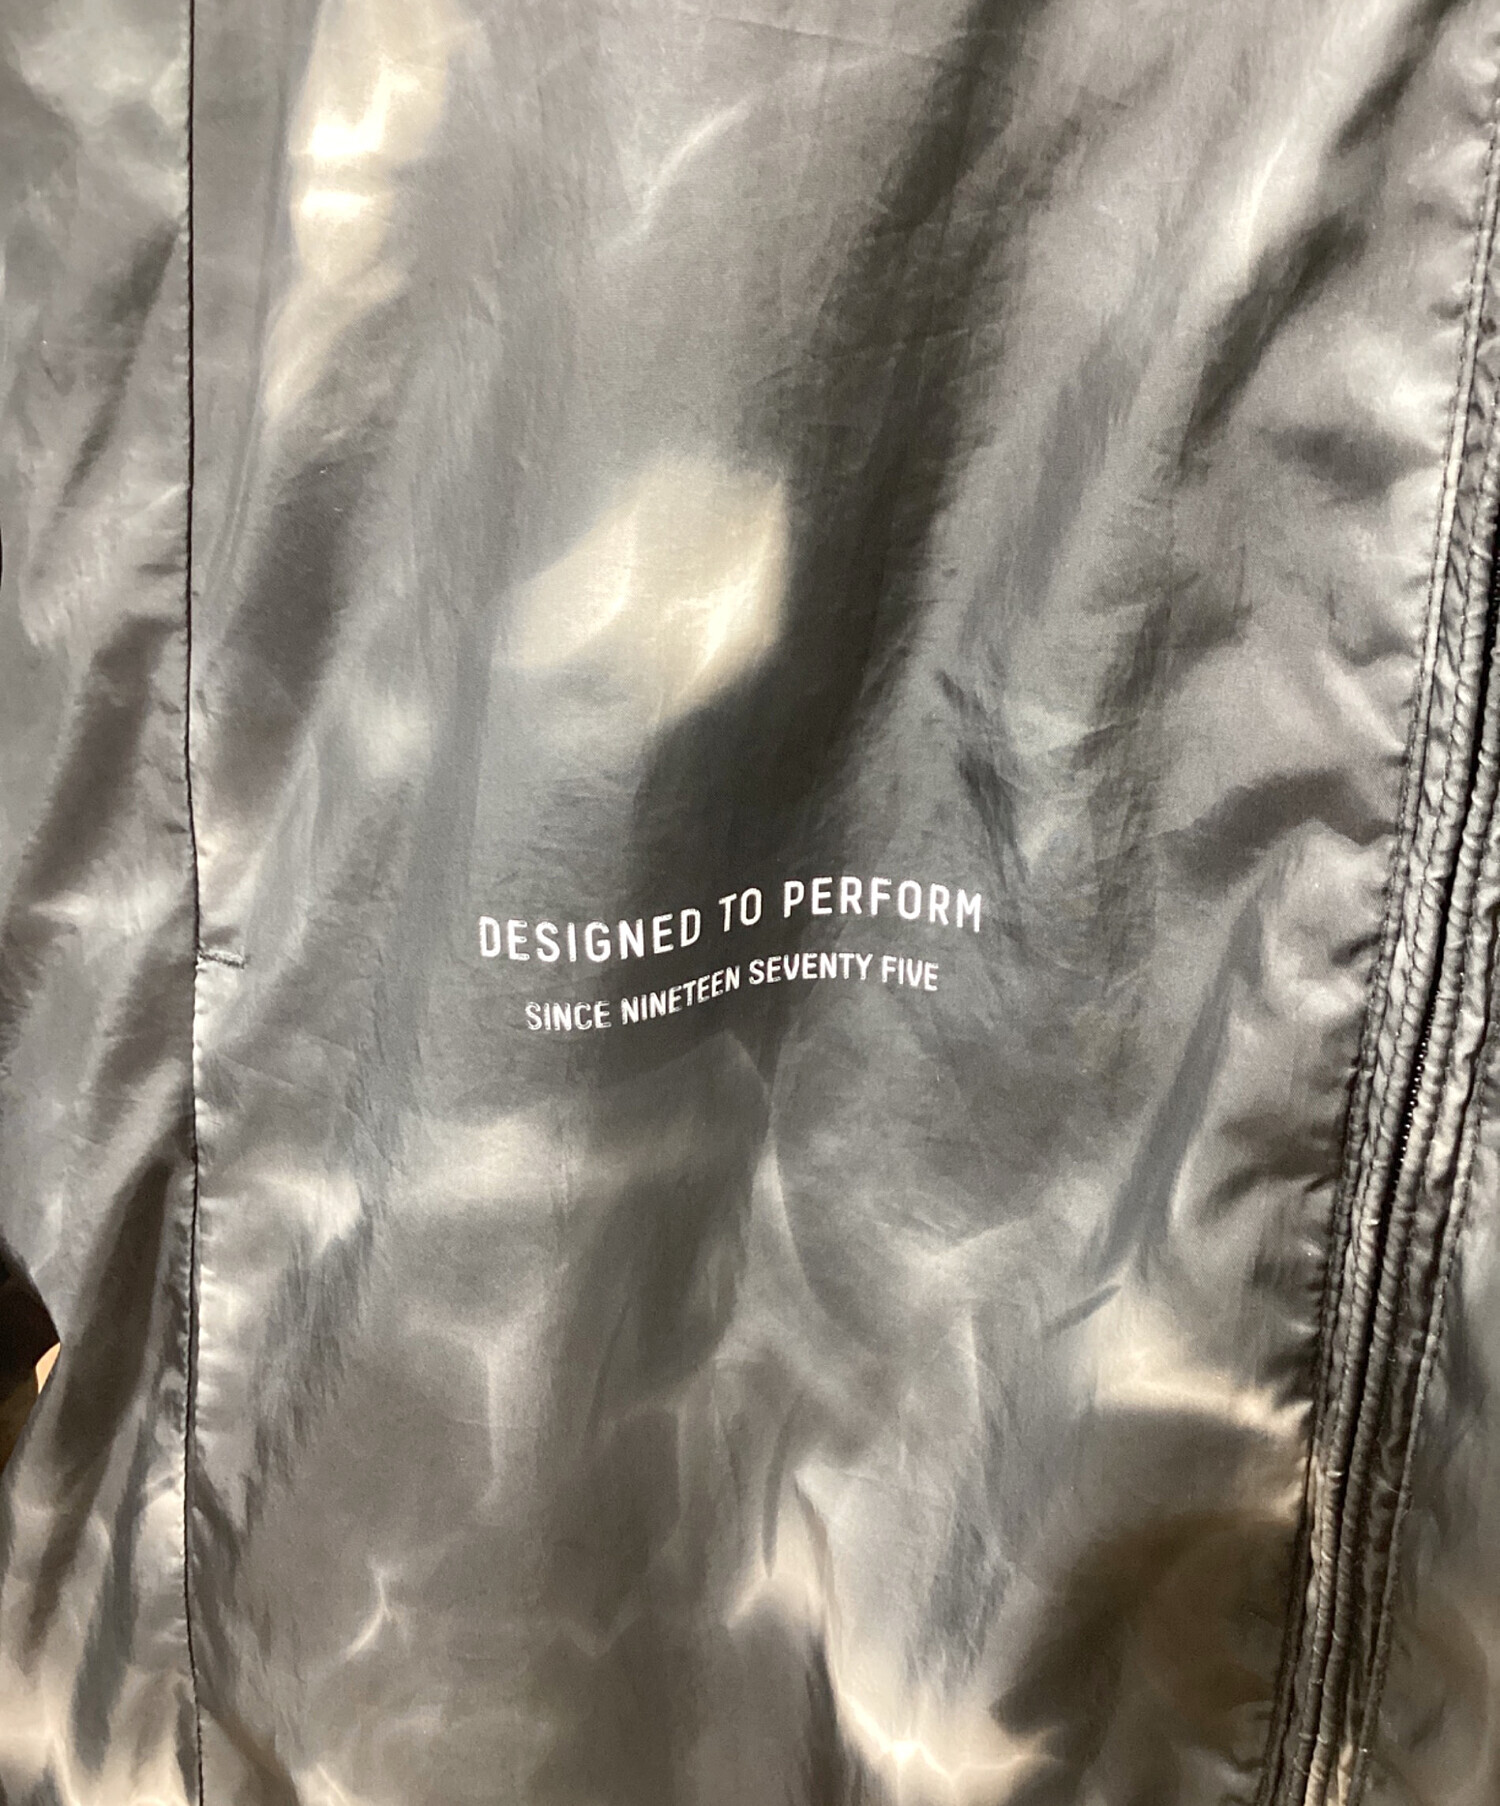 DESIGNED TO PERFORM
SINCE NINETEEN SEVENTY FIVE